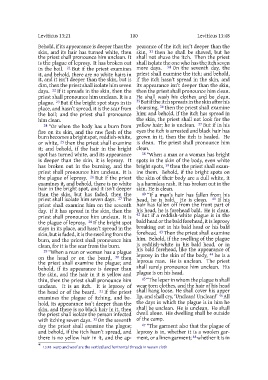 Leviticus 13:21
100
Leviticus 13:48
behold, if its appearance is deeper than the
skin, and its hair has turned white, then
the priest shall pronounce him unclean. It
is the plague of leprosy. It has broken out
in the boil. But if the priest examines
it, and behold, there are no white hairs in
it, and it isn't deeper than the skin, but is
dim, then the priest shall isolate him seven
days. If it spreads in the skin, then the
priest shall pronounce him unclean. It is a
plague. But if the bright spot stays in its
place, and hasn't spread, it is the scar from
the boil; and the priest shall pronounce
him clean.
"Or when the body has a burn from
fire on its skin, and the raw flesh of the
burn becomes a bright spot, reddish-white,
or white, then the priest shall examine
it; and behold, if the hair in the bright
spot has turned white, and its appearance
is deeper than the skin, it is leprosy. It
has broken out in the burning, and the
priest shall pronounce him unclean. It is
the plague of leprosy. But if the priest
examines it, and behold, there is no white
hair in the bright spot, and it isn't deeper
than the skin, but has faded, then the
priest shall isolate him seven days. The
priest shall examine him on the seventh
day. If it has spread in the skin, then the
priest shall pronounce him unclean. It is
the plague of leprosy. If the bright spot
stays in its place, and hasn't spread in the
skin, but is faded, it is the swelling from the
burn, and the priest shall pronounce him
clean, for it is the scar from the burn.
"When a man or woman has a plague
on the head or on the beard, then
the priest shall examine the plague; and
behold, if its appearance is deeper than
the skin, and the hair in it is yellow and
thin, then the priest shall pronounce him
unclean. It is an itch. It is leprosy of
the head or of the beard. If the priest
examines the plague of itching, and be-
hold, its appearance isn't deeper than the
skin, and there is no black hair in it, then
the priest shall isolate the person infected
with itching seven days. On the seventh
day the priest shall examine the plague;
and behold, if the itch hasn't spread, and
there is no yellow hair in it, and the ap-
pearance of the itch isn't deeper than the
skin, then he shall be shaved, but he
shall not shave the itch. Then the priest
shall isolate the one who has the itch seven
more days. On the seventh day, the
priest shall examine the itch; and behold,
if the itch hasn't spread in the skin, and
its appearance isn't deeper than the skin,
then the priest shall pronounce him clean.
He shall wash his clothes and be clean.
But if the itch spreads in the skin after his
cleansing, then the priest shall examine
him; and behold, if the itch has spread in
the skin, the priest shall not look for the
yellow hair; he is unclean. But if in his
eyes the itch is arrested and black hair has
grown in it, then the itch is healed. He
is clean. The priest shall pronounce him
clean.
"When a man or a woman has bright
spots in the skin of the body, even white
bright spots, then the priest shall examine
them. Behold, if the bright spots on
the skin of their body are a dull white, it
is a harmless rash. It has broken out in the
skin. He is clean.
"If a man's hair has fallen from his
head, he is bald. He is clean. If his
hair has fallen off from the front part of
his head, he is forehead bald. He is clean.
But if a reddish-white plague is in the
bald head or the bald forehead, it is leprosy
breaking out in his bald head or his bald
forehead. Then the priest shall examine
him. Behold, if the swelling of the plague
is reddish-white in his bald head, or in
his bald forehead, like the appearance of
leprosy in the skin of the body, he is a
leprous man. He is unclean. The priest
shall surely pronounce him unclean. His
plague is on his head.
"The leper in whom the plague is shall
wear torn clothes, and the hair of his head
shall hang loose. He shall cover his upper
lip, and shall cry, 'Unclean! Unclean!' All
the days in which the plague is in him he
shall be unclean. He is unclean. He shall
dwell alone. His dwelling shall be outside
of the camp.
"The garment also that the plague of
leprosy is in, whether it is a woolen gar-
ment, or a linen garment; whether it is in